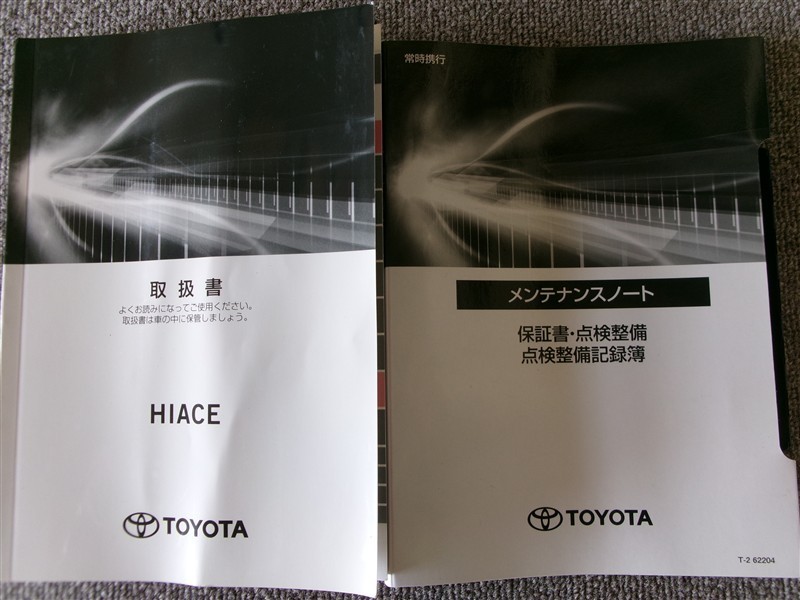 取扱書
よくお読みになってご使用ください。
取扱書は車の中に保管しましょう。
HIACE
TOYOTA
常時携行
メンテナンスノート
保証書・点検整備
点検整備記録簿
TOYOTA
T-2 62204